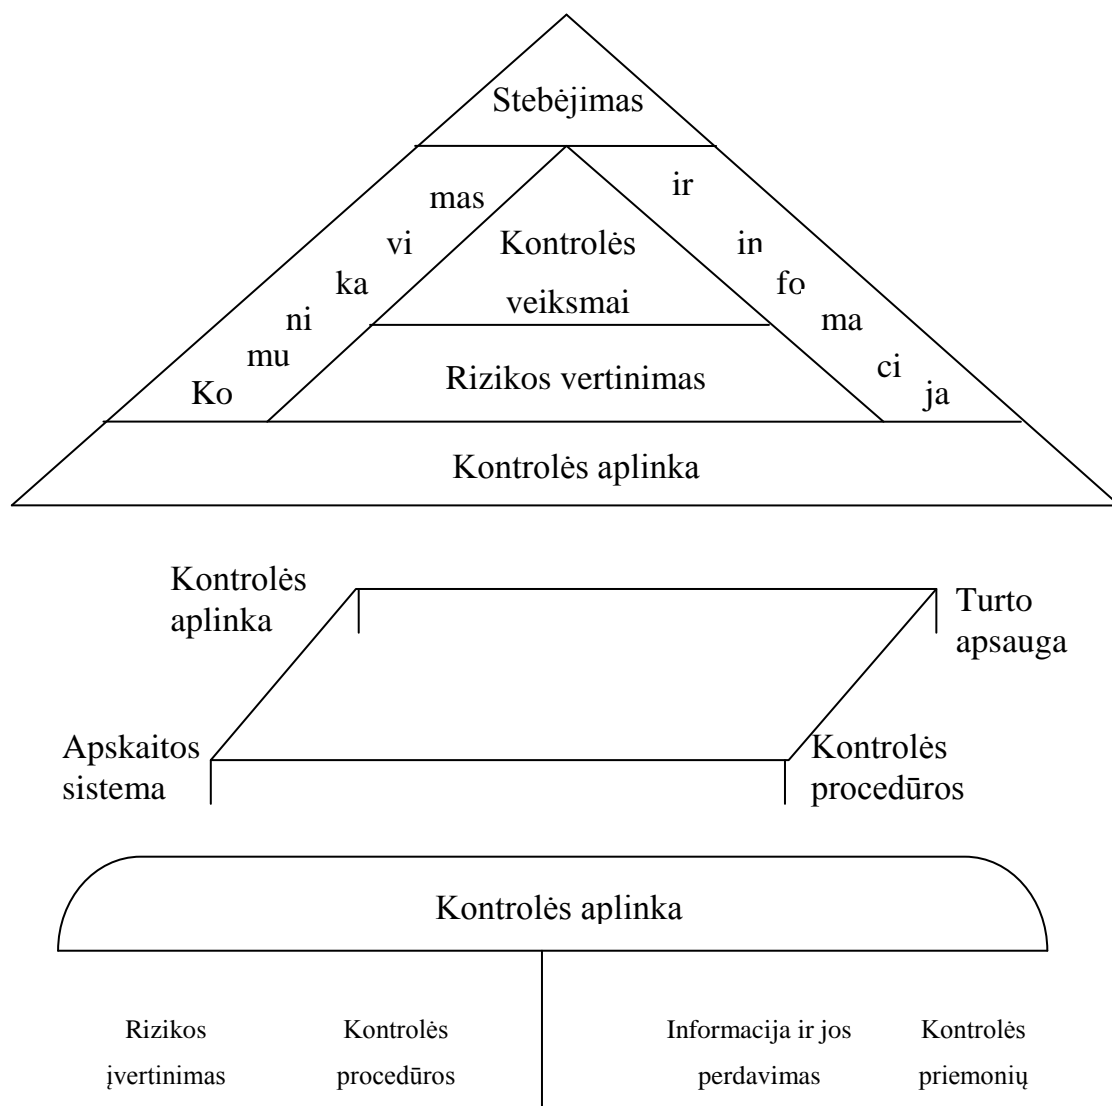 Stebėjimas
Ko
mu
ni
ka
vi
mas
ir
in
fo
ma
ci
ja
Kontrolės
veiksmai
Rizikos vertinimas
Kontrolės aplinka
Kontrolės
aplinka
Turto
apsauga
Apskaitos
sistema
Kontrolės
procedūros
Kontrolės aplinka
Rizikos
įvertinimas
Kontrolės
procedūros
Informacija ir jos
perdavimas
Kontrolės
priemonių